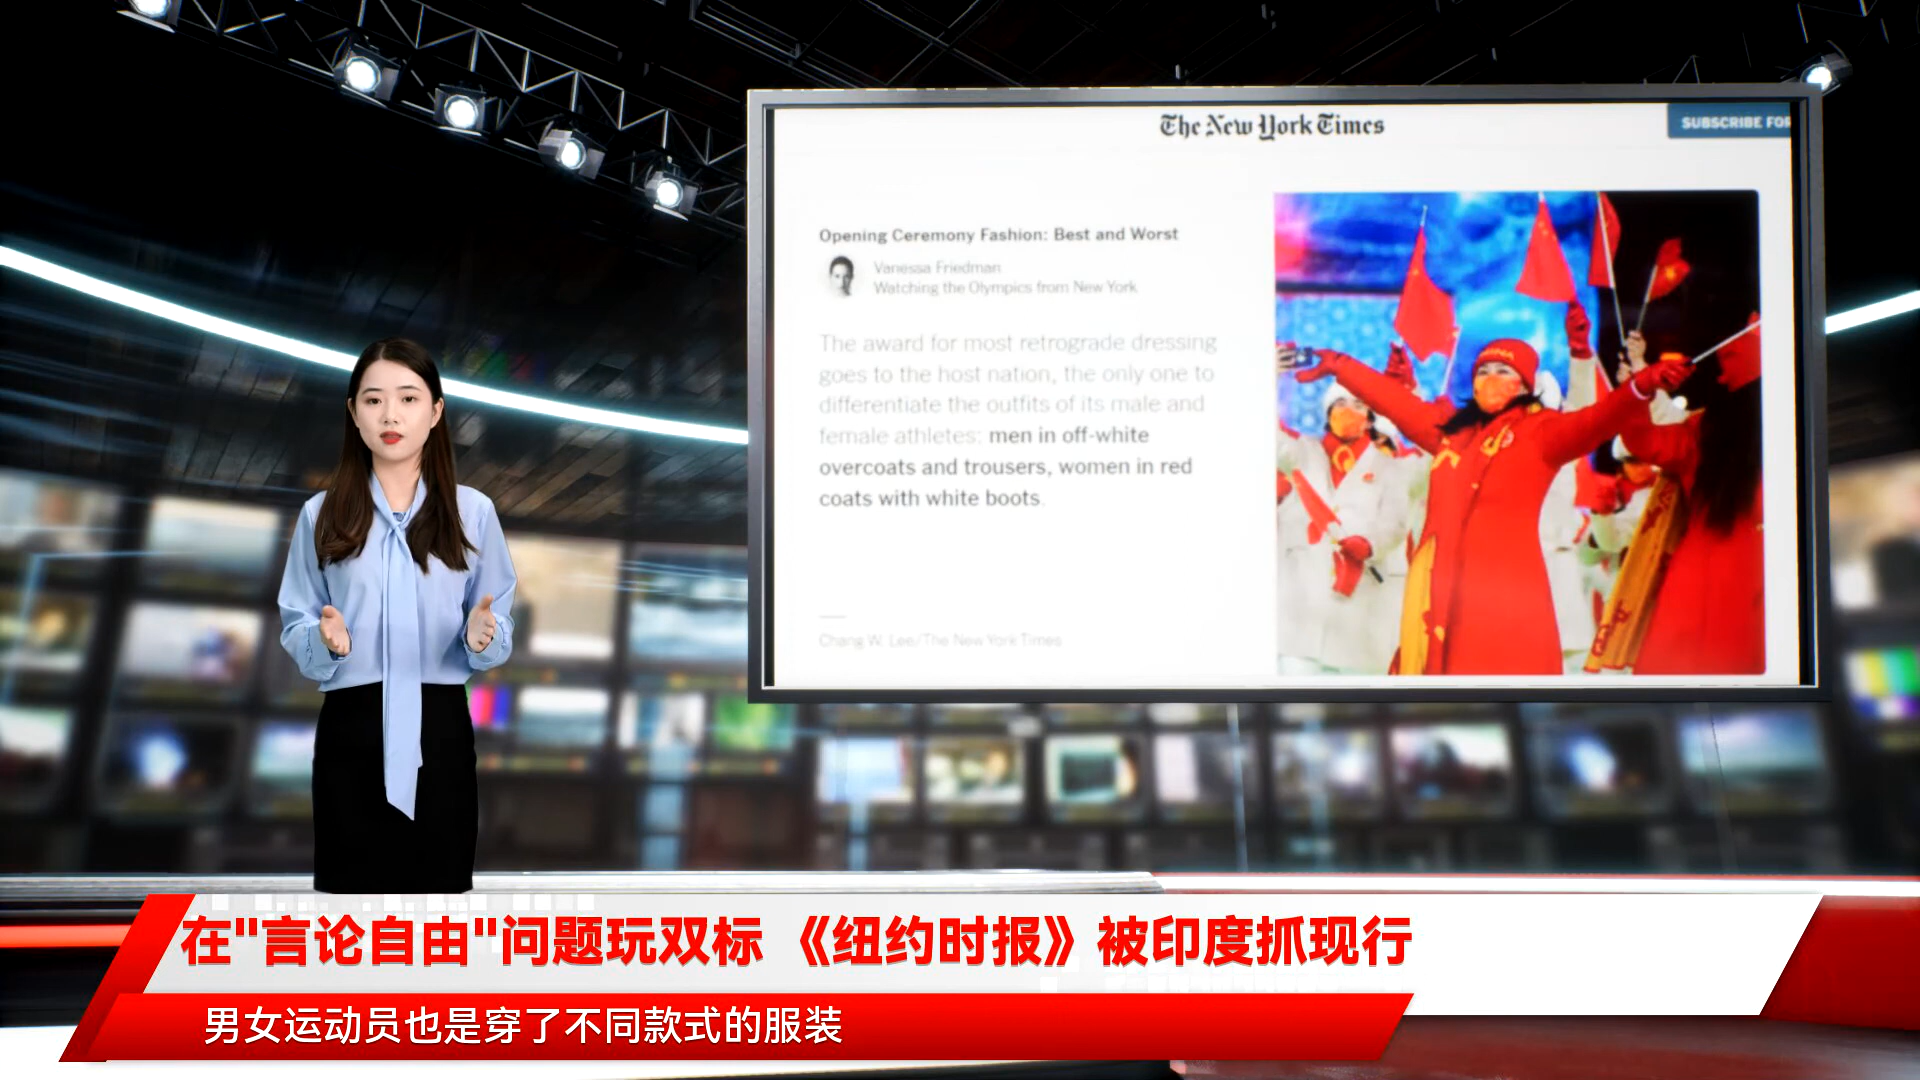 The New York Times
SUBSCRIBE FOR
Opening Ceremony Fashion: Best and Worst
Vanessa Friedman
Watching the Olympics from New York
The award for most retrograde dressing
goes to the host nation, the only one to
differentiate the outfits of its male and
female athletes: men in off-white
overcoats and trousers, women in red
coats with white boots.
Chang W. Lee/The New York Times
在"言论自由"问题玩双标 《纽约时报》被印度抓现行
男女运动员也是穿了不同款式的服装